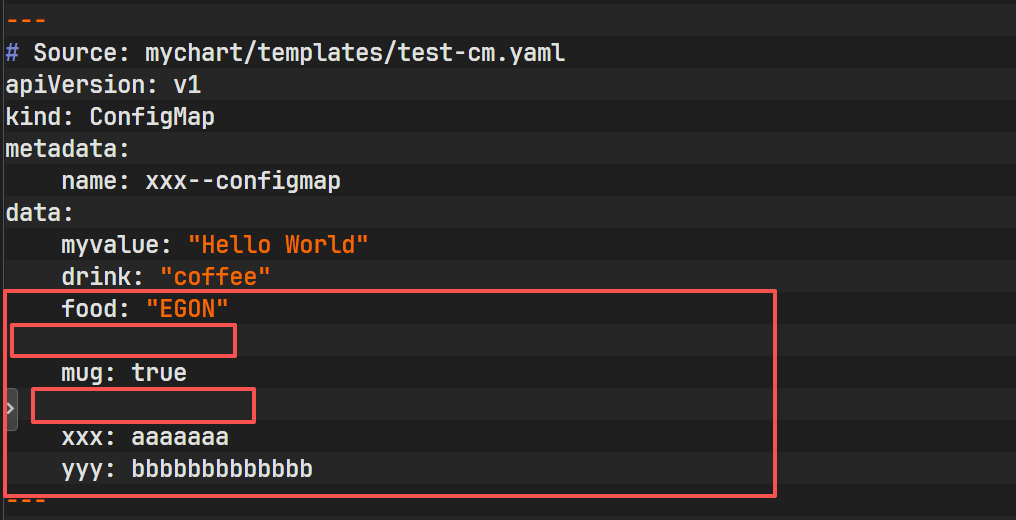 ---
# Source: mychart/templates/test-cm.yaml
apiVersion: v1
kind: ConfigMap
metadata:
    name: xxx--configmap
data:
    myvalue: "Hello World"
    drink: "coffee"
    food: "EGON"
    mug: true
    xxx: aaaaaaa
    yyy: bbbbbbbbbbbbb
---